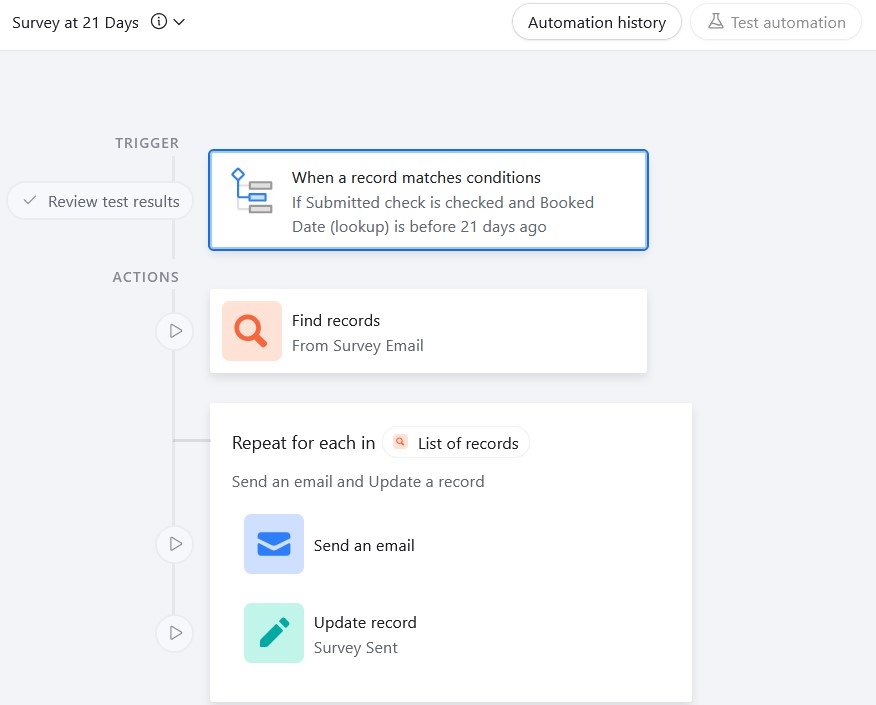 Survey at 21 Days
Automation history
Test automation
TRIGGER
Review test results
When a record matches conditions
If Submitted check is checked and Booked
Date (lookup) is before 21 days ago
ACTIONS
Find records
From Survey Email
Repeat for each in List of records
Send an email and Update a record
Send an email
Update record
Survey Sent